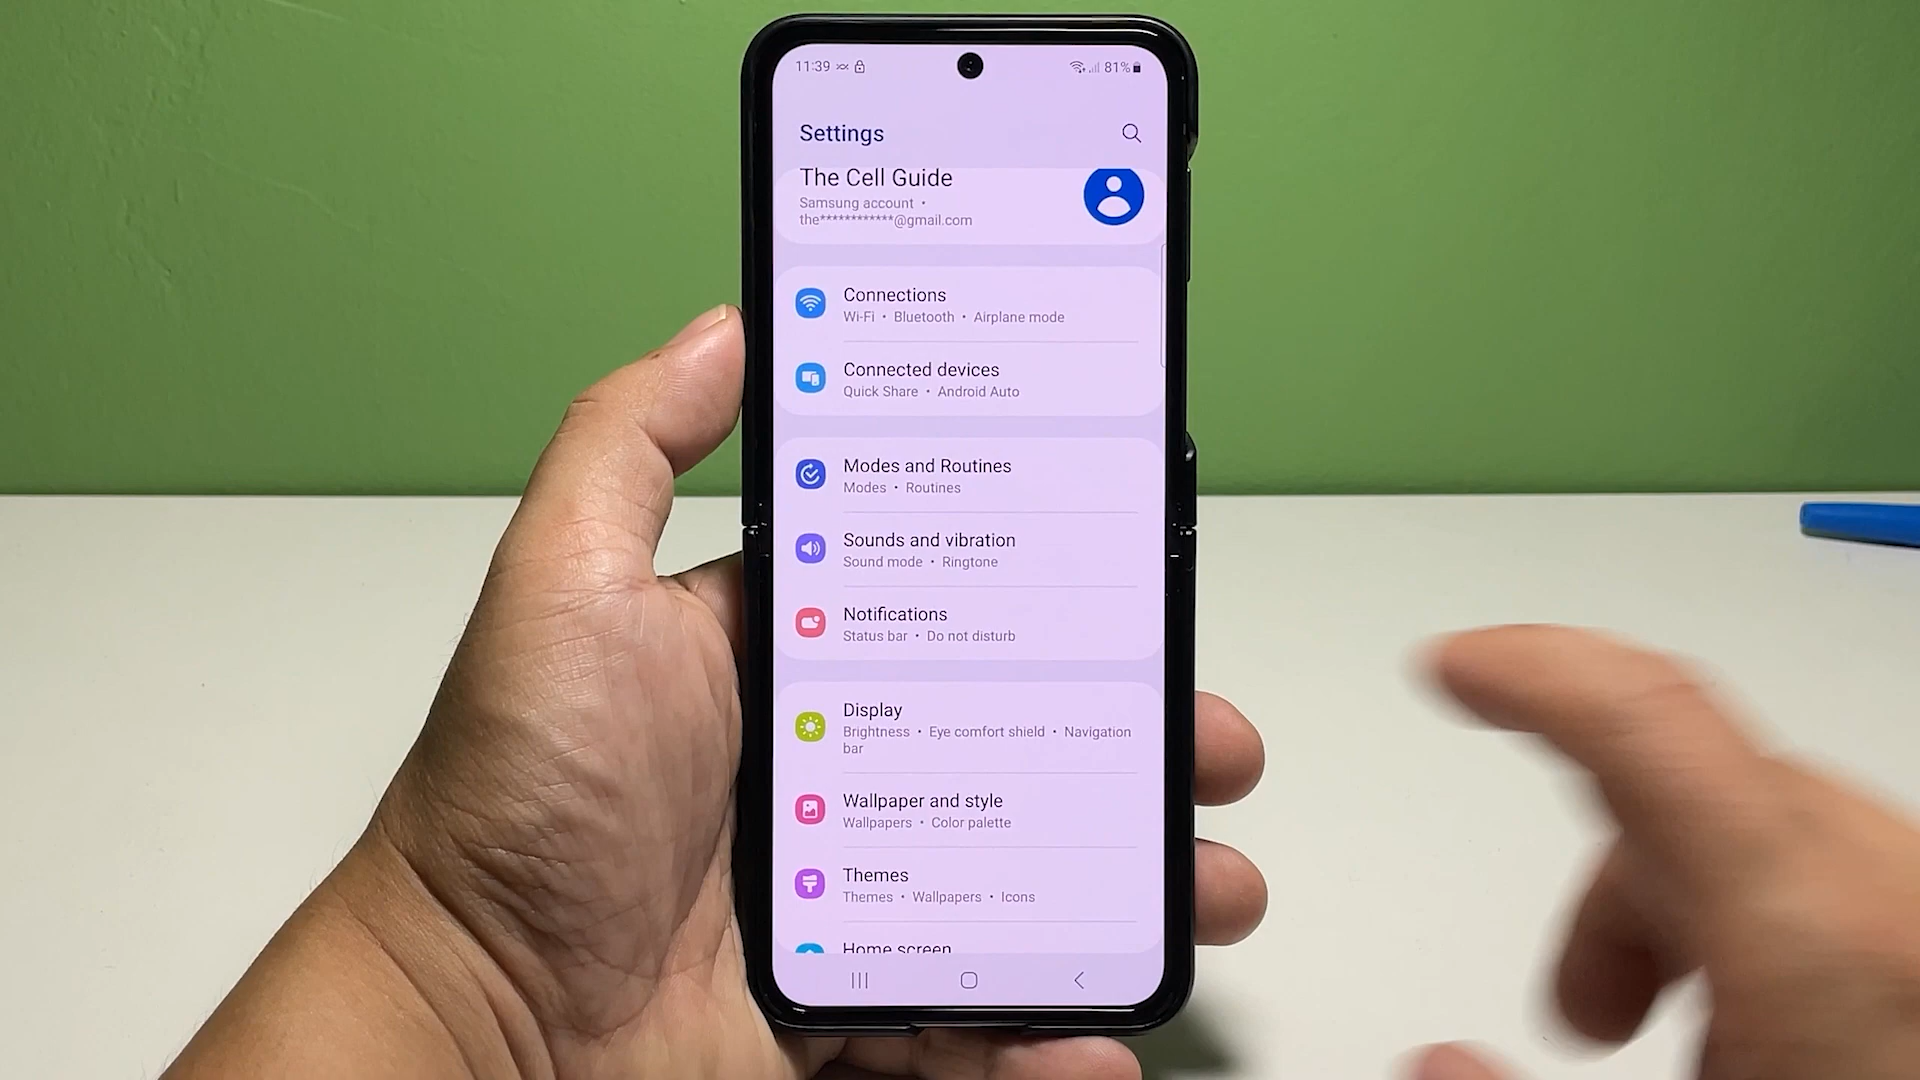 11:39
81%
Settings
The Cell Guide
Samsung account •
the************@gmail.com
Connections
Wi-Fi • Bluetooth • Airplane mode
Connected devices
Quick Share • Android Auto
Modes and Routines
Modes • Routines
Sounds and vibration
Sound mode • Ringtone
Notifications
Status bar • Do not disturb
Display
Brightness • Eye comfort shield • Navigation
bar
Wallpaper and style
Wallpapers • Color palette
Themes
Themes • Wallpapers • Icons
Home screen